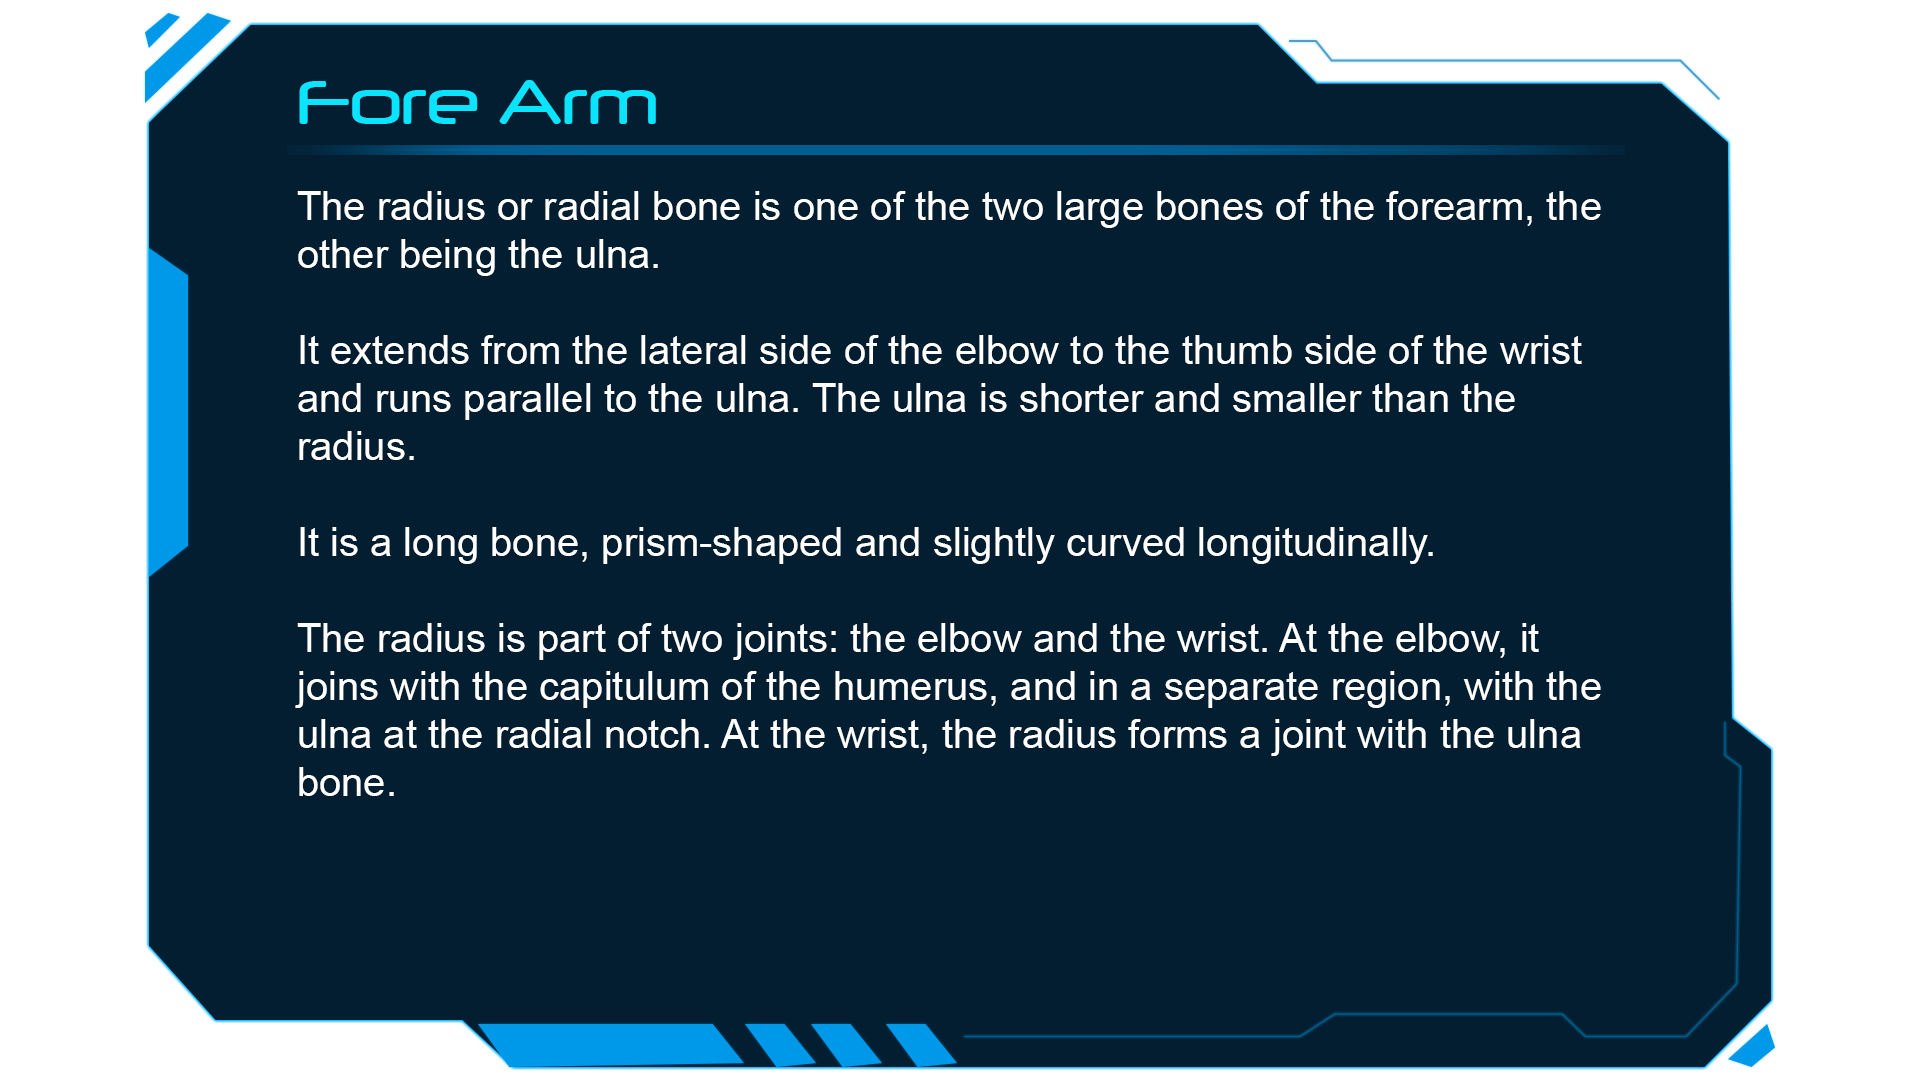 Fore Arm
The radius or radial bone is one of the two large bones of the forearm, the
other being the ulna.
It extends from the lateral side of the elbow to the thumb side of the wrist
and runs parallel to the ulna. The ulna is shorter and smaller than the
radius.
It is a long bone, prism-shaped and slightly curved longitudinally.
The radius is part of two joints: the elbow and the wrist. At the elbow, it
joins with the capitulum of the humerus, and in a separate region, with the
ulna at the radial notch. At the wrist, the radius forms a joint with the ulna
bone.